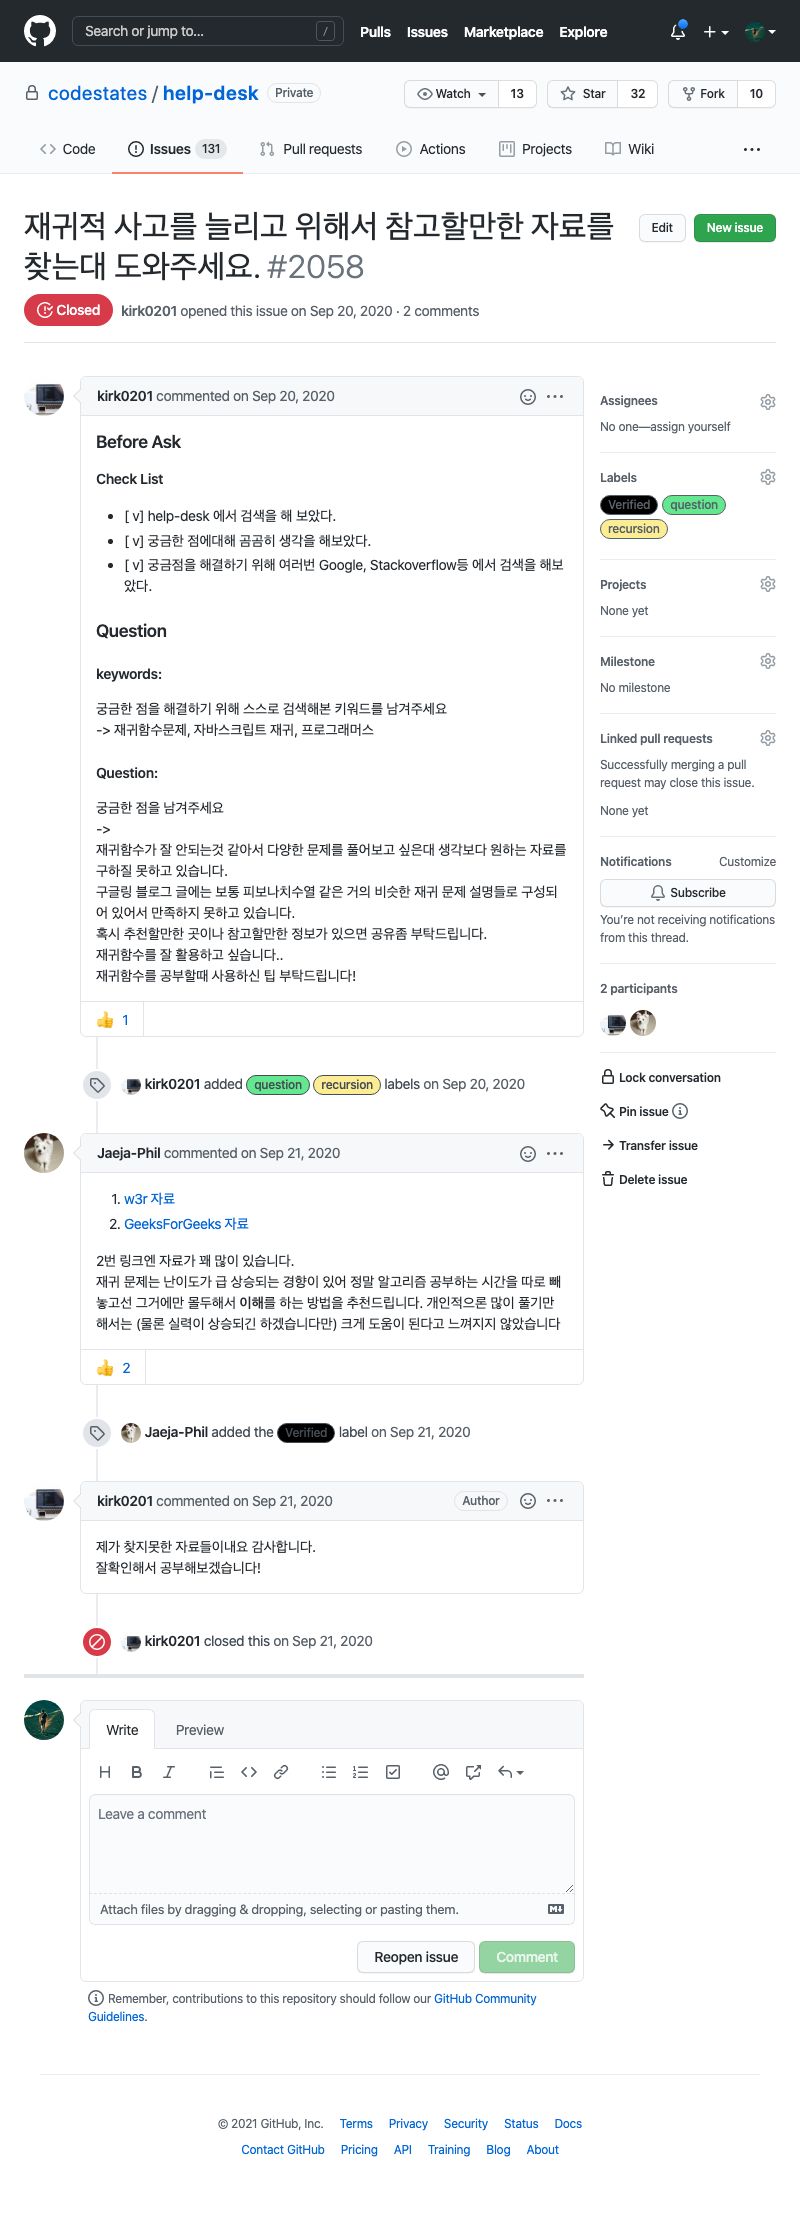 Search or jump to... /
Pulls Issues Marketplace Explore
codestates / help-desk Private
Watch 13 Star 32 Fork 10
Code Issues 131 Pull requests Actions Projects Wiki ...
재귀적 사고를 늘리고 위해서 참고할만한 자료를
찾는대 도와주세요. #2058
Edit New issue
Closed kirk0201 opened this issue on Sep 20, 2020 · 2 comments
kirk0201 commented on Sep 20, 2020
Before Ask
Check List
• [ v] help-desk 에서 검색을 해 보았다.
• [ v] 궁금한 점에대해 곰곰히 생각을 해보았다.
• [ v] 궁금점을 해결하기 위해 여러번 Google, Stackoverflow등 에서 검색을 해보
았다.
Question
keywords:
궁금한 점을 해결하기 위해 스스로 검색해본 키워드를 남겨주세요
-> 재귀함수문제, 자바스크립트 재귀, 프로그래머스
Question:
궁금한 점을 남겨주세요
->
재귀함수가 잘 안되는것 같아서 다양한 문제를 풀어보고 싶은대 생각보다 원하는 자료를
구하질 못하고 있습니다.
구글링 블로그 글에는 보통 피보나치수열 같은 거의 비슷한 재귀 문제 설명들로 구성되
어 있어서 만족하지 못하고 있습니다.
혹시 추천할만한 곳이나 참고할만한 정보가 있으면 공유좀 부탁드립니다.
재귀함수를 잘 활용하고 싶습니다..
재귀함수를 공부할때 사용하신 팁 부탁드립니다!
👍 1
kirk0201 added question recursion labels on Sep 20, 2020
Jaeja-Phil commented on Sep 21, 2020
1. w3r 자료
2. GeeksForGeeks 자료
2번 링크엔 자료가 꽤 많이 있습니다.
재귀 문제는 난이도가 급 상승되는 경향이 있어 정말 알고리즘 공부하는 시간을 따로 빼
놓고선 그거에만 몰두해서 이해를 하는 방법을 추천드립니다. 개인적으론 많이 풀기만
해서는 (물론 실력이 상승되긴 하겠습니다만) 크게 도움이 된다고 느껴지지 않았습니다
👍 2
Jaeja-Phil added the Verified label on Sep 21, 2020
kirk0201 commented on Sep 21, 2020 Author
제가 찾지못한 자료들이내요 감사합니다.
잘확인해서 공부해보겠습니다!
kirk0201 closed this on Sep 21, 2020
Assignees
No one—assign yourself
Labels
Verified question
recursion
Projects
None yet
Milestone
No milestone
Linked pull requests
Successfully merging a pull
request may close this issue.
None yet
Notifications Customize
Subscribe
You're not receiving notifications
from this thread.
2 participants
Lock conversation
Pin issue
Transfer issue
Delete issue
Write Preview
Leave a comment
Attach files by dragging & dropping, selecting or pasting them.
Reopen issue Comment
Remember, contributions to this repository should follow our GitHub Community
Guidelines.
© 2021 GitHub, Inc. Terms Privacy Security Status Docs
Contact GitHub Pricing API Training Blog About